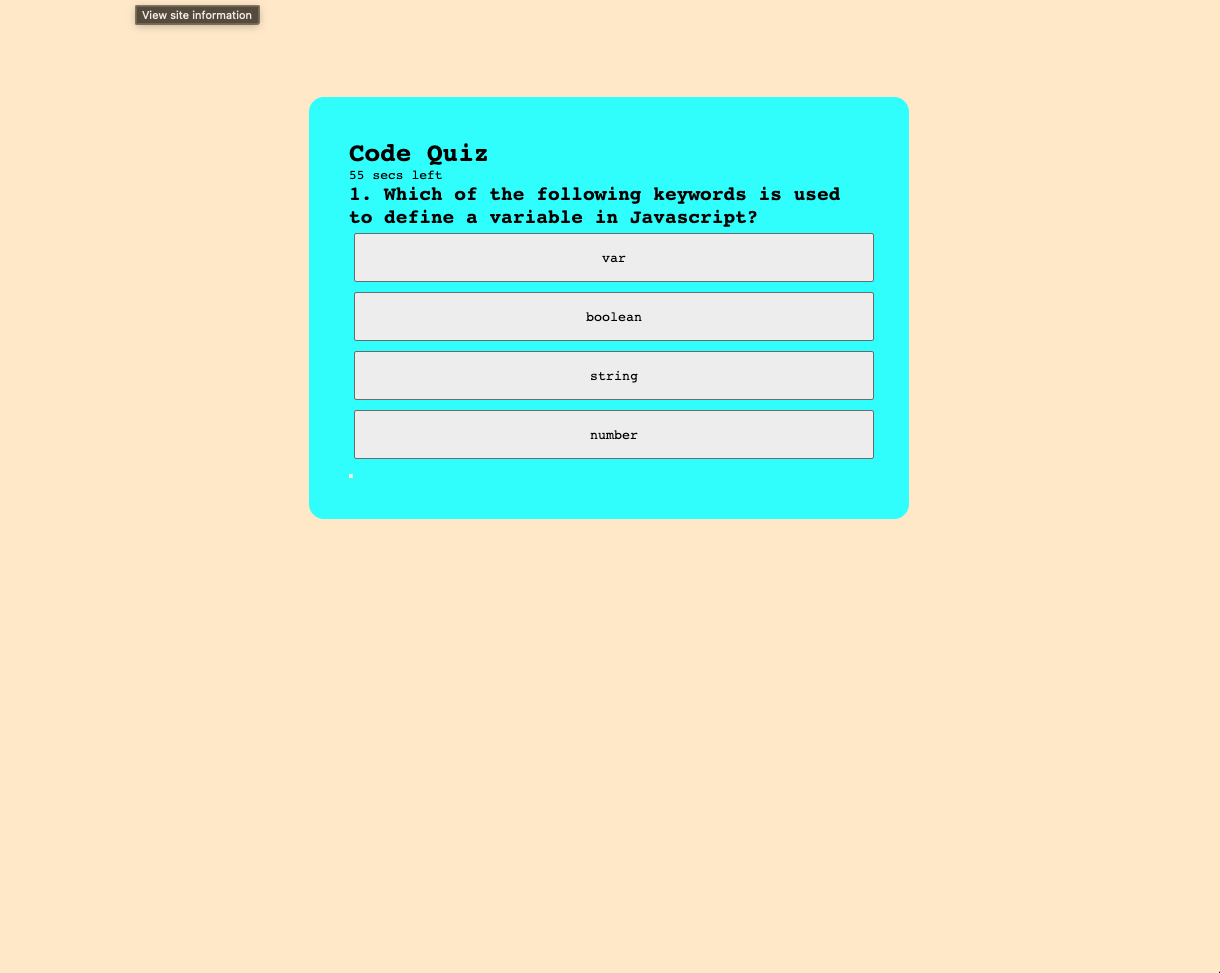 View site information
Code Quiz
55 secs left
1. Which of the following keywords is used
to define a variable in Javascript?
var
boolean
string
number